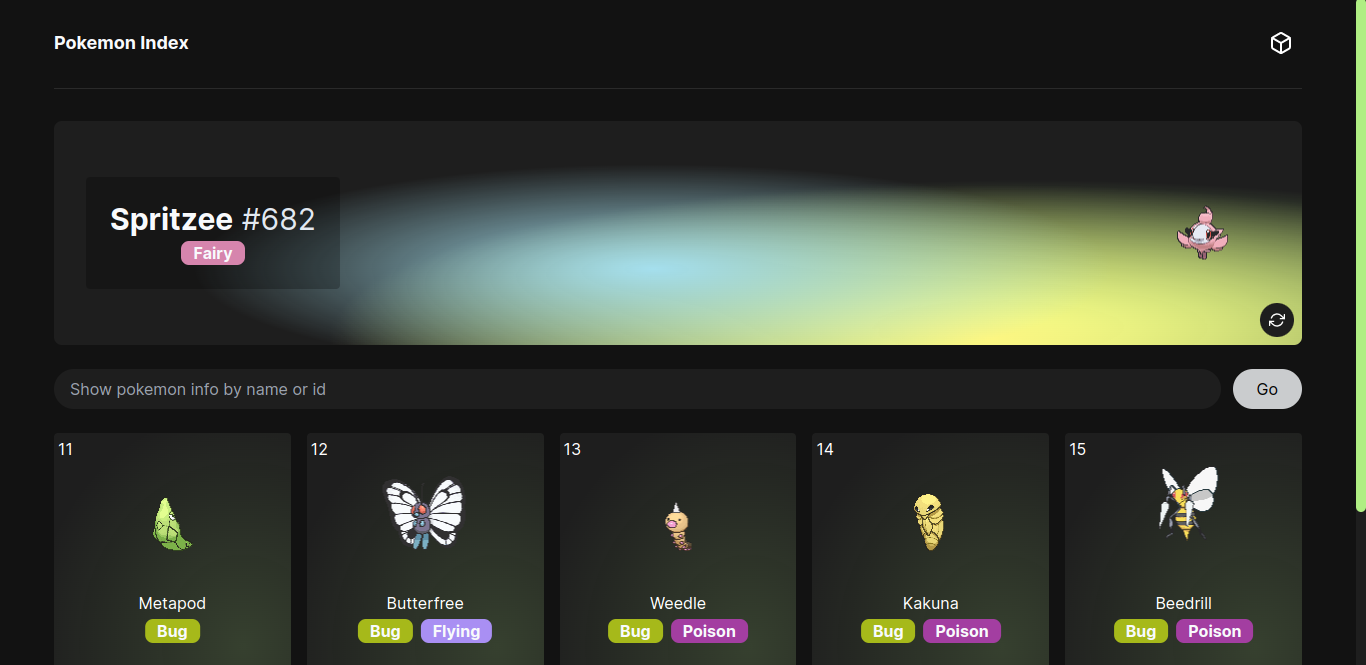 Pokemon Index
Spritzee #682
Fairy
Show pokemon info by name or id
Go
11
12
13
14
15
Metapod
Butterfree
Weedle
Kakuna
Beedrill
Bug
Bug Flying
Bug Poison
Bug Poison
Bug Poison